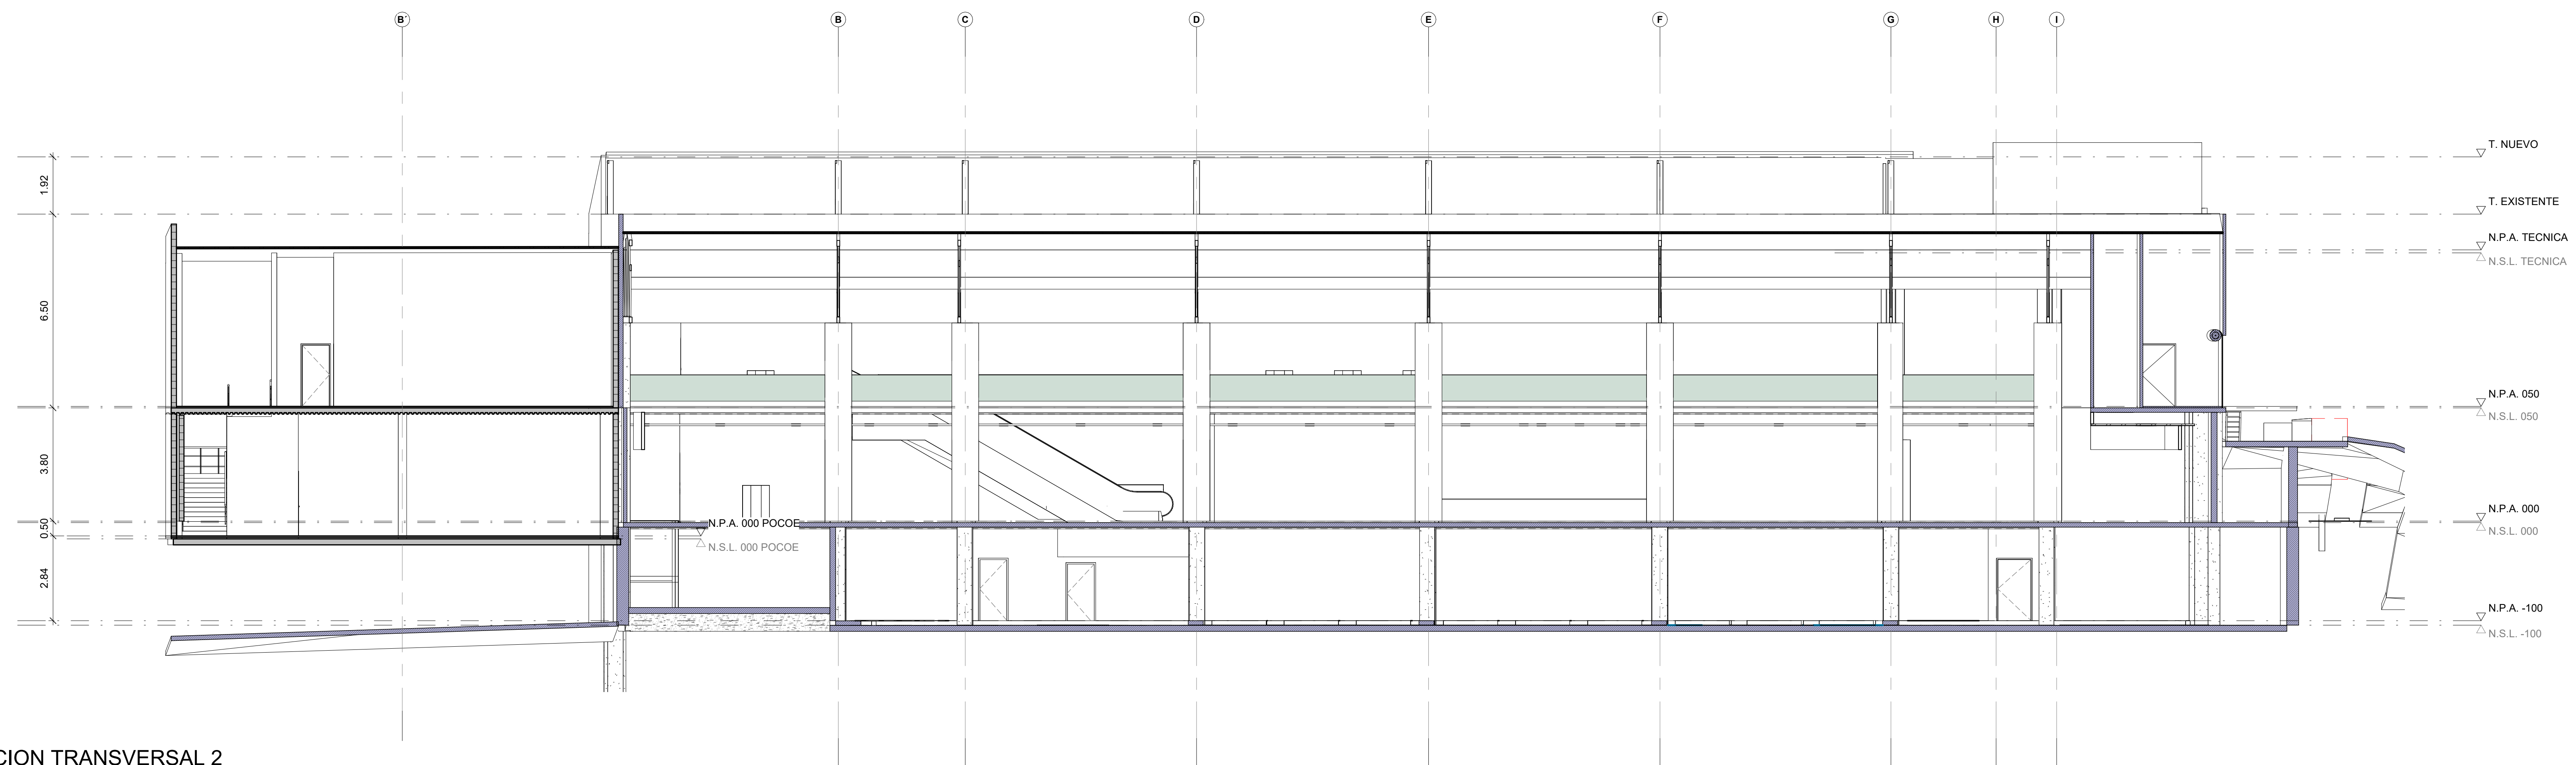 B´
B
C
D
E
F
G
H
I
T. NUEVO
1.92
T. EXISTENTE
N.P.A. TECNICA
N.S.L. TECNICA
6.50
N.P.A. 050
N.S.L. 050
3.80
N.P.A. 000
N.S.L. 000
0.50
N.P.A. 000 POCOE
N.S.L. 000 POCOE
2.84
N.P.A. -100
N.S.L. -100
CION TRANSVERSAL 2